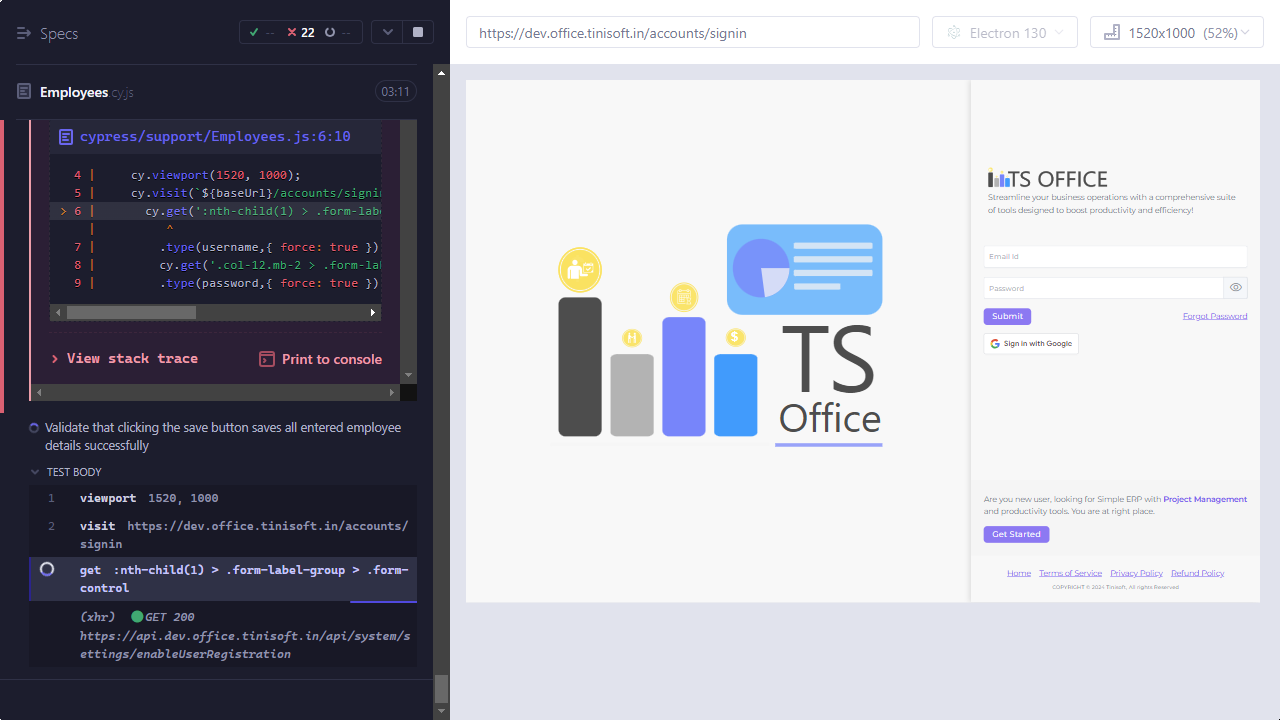 Specs
-- 22 --
Employees.cy.js
03:11
cypress/support/Employees.js:6:10
4 | cy.viewport(1520, 1000);
5 | cy.visit(`${baseUrl}/accounts/signin
> 6 | cy.get(':nth-child(1) > .form-labe
| ^
7 | .type(username,{ force: true })
8 | cy.get('.col-12.mb-2 > .form-lab
9 | .type(password,{ force: true })
View stack trace
Print to console
Validate that clicking the save button saves all entered employee
details successfully
TEST BODY
1 viewport 1520, 1000
2 visit https://dev.office.tinisoft.in/accounts/
signin
get :nth-child(1) > .form-label-group > .form-
control
(xhr) GET 200
https://api.dev.office.tinisoft.in/api/system/s
ettings/enableUserRegistration
https://dev.office.tinisoft.in/accounts/signin
Electron 130
1520x1000 (52%)
TS
Office
TS OFFICE
Streamline your business operations with a comprehensive suite
of tools designed to boost productivity and efficiency!
Email Id
Password
Submit
Forgot Password
Sign in with Google
Are you new user, looking for Simple ERP with Project Management
and productivity tools. You are at right place.
Get Started
Home Terms of Service Privacy Policy Refund Policy
COPYRIGHT © 2024 Tinisoft, All rights Reserved